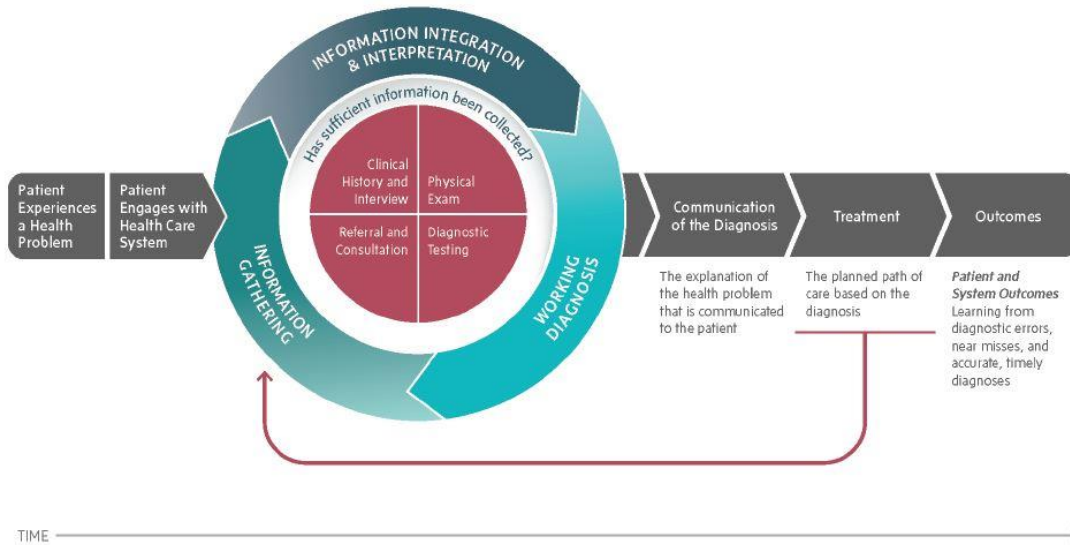 INFORMATION INTEGRATION
& INTERPRETATION
Has sufficient information been collected?
Clinical
History and
Interview
Physical
Exam
Referral and
Consultation
Diagnostic
Testing
INFORMATION
GATHERING
WORKING
DIAGNOSIS
Patient
Experiences
a Health
Problem
Patient
Engages with
Health Care
System
Communication
of the Diagnosis
Treatment
Outcomes
The explanation of
the health problem
that is communicated
to the patient
The planned path of
care based on the
diagnosis
Patient and
System Outcomes
Learning from
diagnostic errors,
near misses, and
accurate, timely
diagnoses
TIME